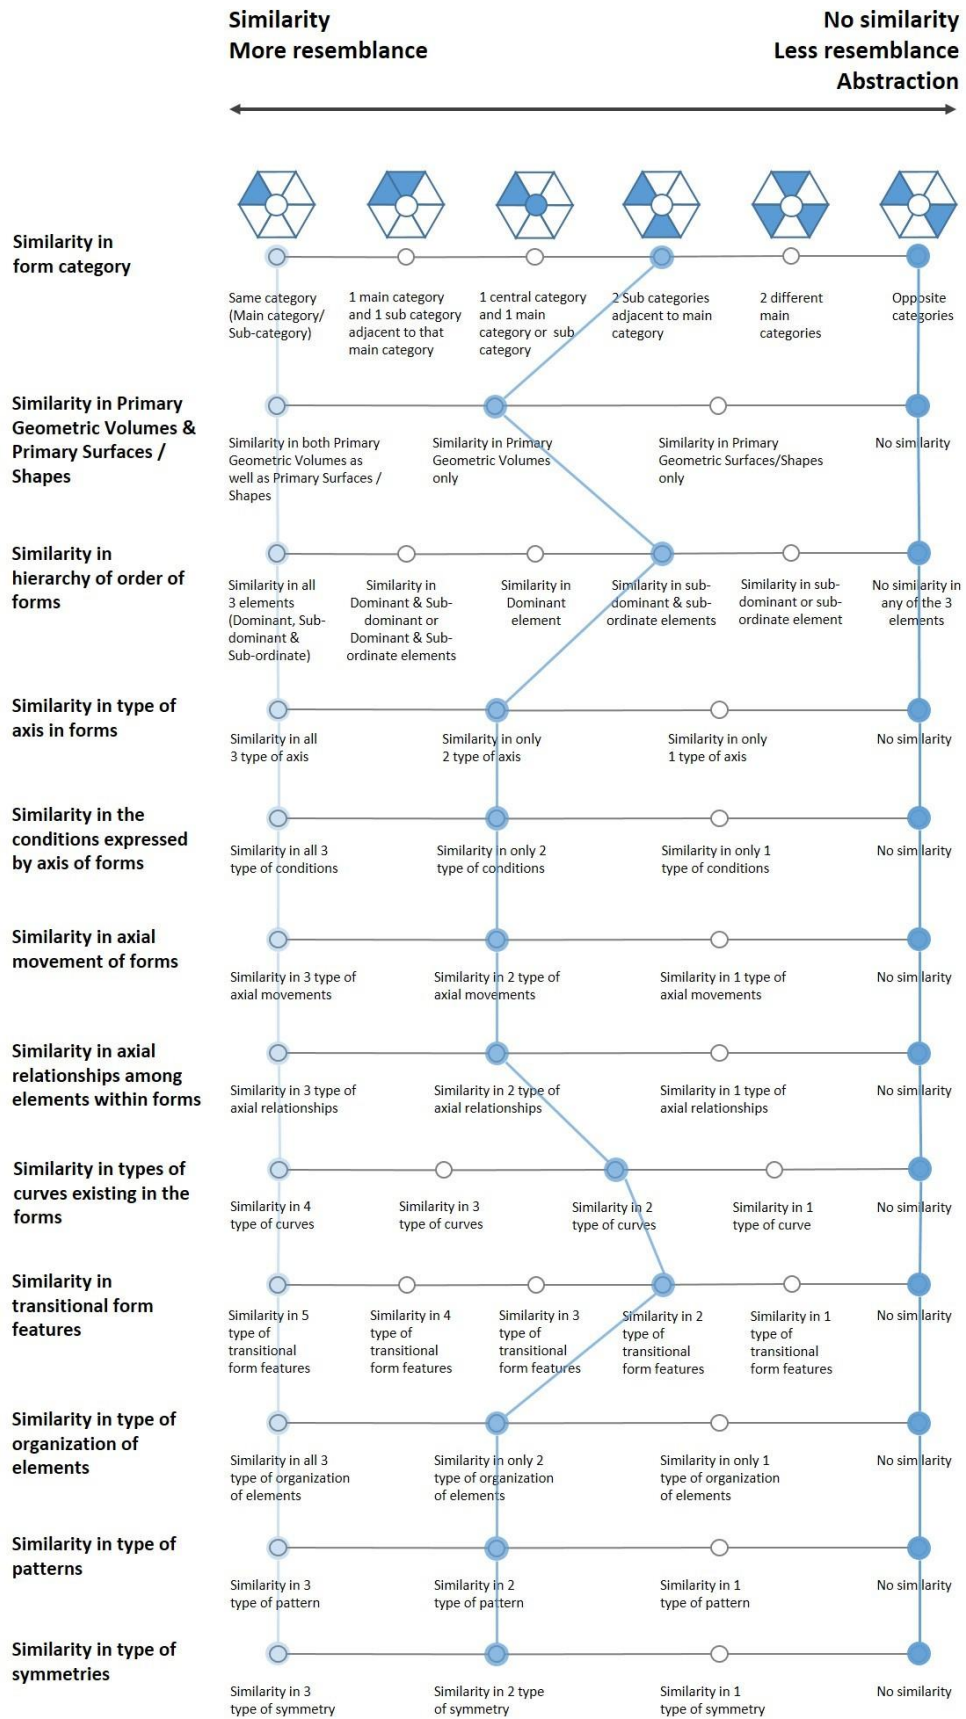 Similarity
More resemblance
No similarity
Less resemblance
Abstraction
Similarity in
form category
Same category
(Main category/
Sub-category)
1 main category
and 1 sub category
adjacent to that
main category
1 central category
and 1 main
category or sub
category
2 Sub categories
adjacent to main
category
2 different
main
categories
Opposite
categories
Similarity in Primary
Geometric Volumes &
Primary Surfaces /
Shapes
Similarity in both Primary
Geometric Volumes as
well as Primary Surfaces /
Shapes
Similarity in Primary
Geometric Volumes
only
Similarity in Primary
Geometric Surfaces/Shapes
only
No similarity
Similarity in
hierarchy of order of
forms
Similarity in all
3 elements
(Dominant, Sub-
dominant &
Sub-ordinate)
Similarity in
Dominant & Sub-
dominant or
Dominant & Sub-
ordinate elements
Similarity in
Dominant
element
Similarity in sub-
dominant & sub-
ordinate elements
Similarity in sub-
dominant or sub-
ordinate element
No similarity in
any of the 3
elements
Similarity in type of
axis in forms
Similarity in all
3 type of axis
Similarity in only
2 type of axis
Similarity in only
1 type of axis
No similarity
Similarity in the
conditions expressed
by axis of forms
Similarity in all 3
type of conditions
Similarity in only 2
type of conditions
Similarity in only 1
type of conditions
No similarity
Similarity in axial
movement of forms
Similarity in 3 type of
axial movements
Similarity in 2 type of
axial movements
Similarity in 1 type of
axial movements
No similarity
Similarity in axial
relationships among
elements within forms
Similarity in 3 type of
axial relationships
Similarity in 2 type of
axial relationships
Similarity in 1 type of
axial relationships
No similarity
Similarity in types of
curves existing in the
forms
Similarity in 4
type of curves
Similarity in 3
type of curves
Similarity in 2
type of curves
Similarity in 1
type of curve
No similarity
Similarity in
transitional form
features
Similarity in 5
type of
transitional
form features
Similarity in 4
type of
transitional
form features
Similarity in 3
type of
transitional
form features
Similarity in 2
type of
transitional
form features
Similarity in 1
type of
transitional
form features
No similarity
Similarity in type of
organization of
elements
Similarity in all 3
type of organization
of elements
Similarity in only 2
type of organization
of elements
Similarity in only 1
type of organization
of elements
No similarity
Similarity in type of
patterns
Similarity in 3
type of pattern
Similarity in 2
type of pattern
Similarity in 1
type of pattern
No similarity
Similarity in type of
symmetries
Similarity in 3
type of symmetry
Similarity in 2 type
of symmetry
Similarity in 1
type of symmetry
No similarity